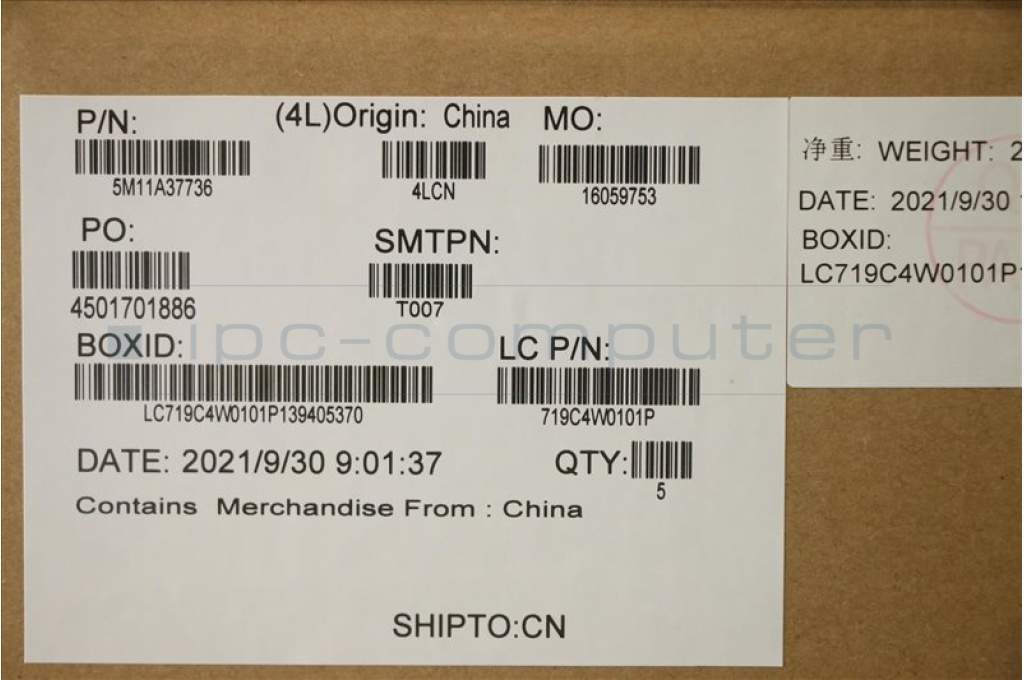 P/N:
5M11A37736
(4L)Origin: China
4LCN
MO:
16059753
PO:
4501701886
SMTPN:
T007
BOXID:
LC719C4W0101P139405370
LC P/N:
719C4W0101P
DATE: 2021/9/30 9:01:37
QTY:
5
Contains Merchandise From : China
SHIPTO:CN
净重: WEIGHT: 2
DATE: 2021/9/30
BOXID:
LC719C4W0101P
ipc-computer